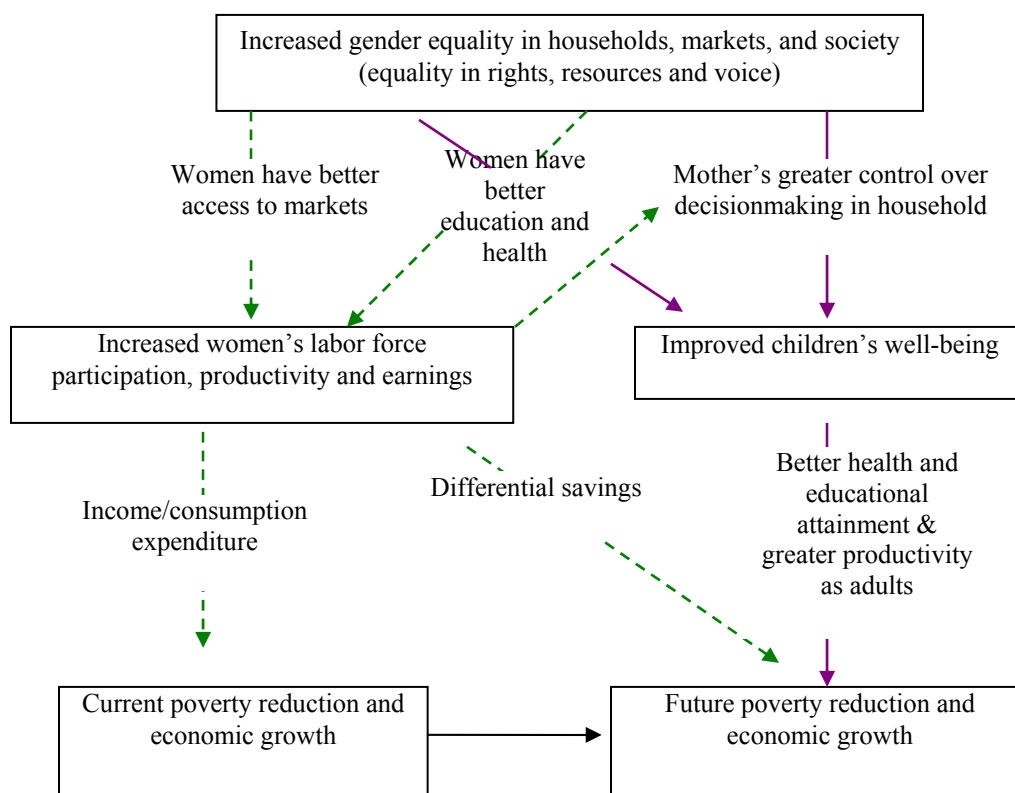 Increased gender equality in households, markets, and society
(equality in rights, resources and voice)
Women have better
access to markets
Women have
better
education and
health
Mother’s greater control over
decisionmaking in household
Increased women’s labor force
participation, productivity and earnings
Improved children’s well-being
Income/consumption
expenditure
Differential savings
Better health and
educational
attainment &
greater productivity
as adults
Current poverty reduction and
economic growth
Future poverty reduction and
economic growth